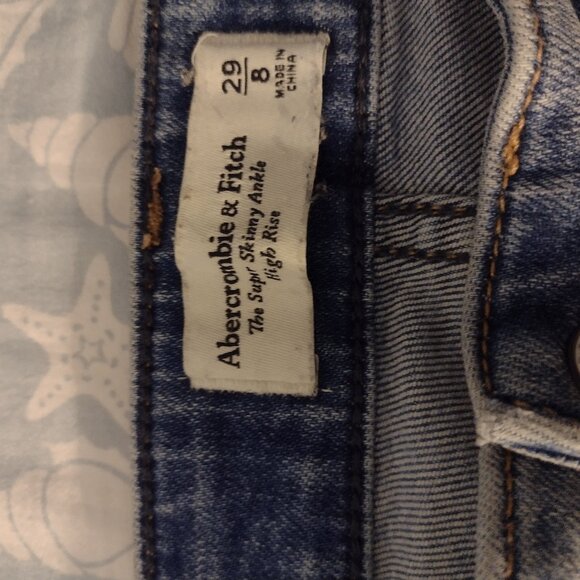 Abercrombie & Fitch
The Super Skinny Ankle
High Rise
29
8
MADE IN
CHINA